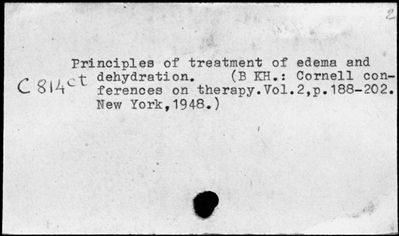 2
Principles of treatment of edema and
C814ct dehydration. (B KH.: Cornell con-
ferences on therapy.Vol.2,p.188-202.
New York,1948.)